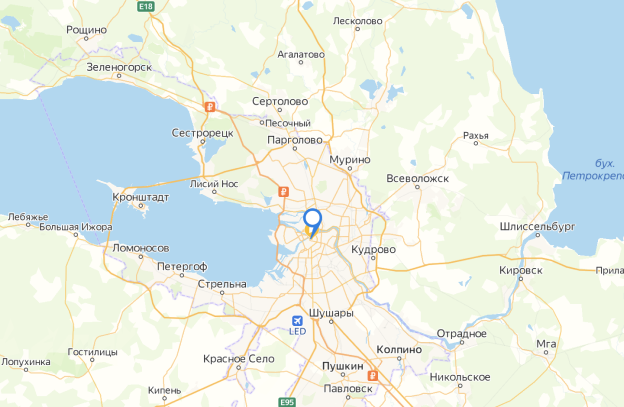 E18
Лесколово
Рощино
Агалатово
Зеленогорск
Сертолово
Песочный
Сестрорецк
Парголово
Рахья
Мурино
бух.
Петрокреп
Всеволожск
Лисий Нос
Кронштадт
Лебяжье
Большая Ижора
Шлиссельбург
Ломоносов
Кудрово
Петергоф
Кировск
Прила
Стрельна
LED
Шушары
Отрадное
Мга
Гостилицы
Красное Село
Колпино
Лопухинка
Пушкин
Никольское
Кипень
Павловск
E95